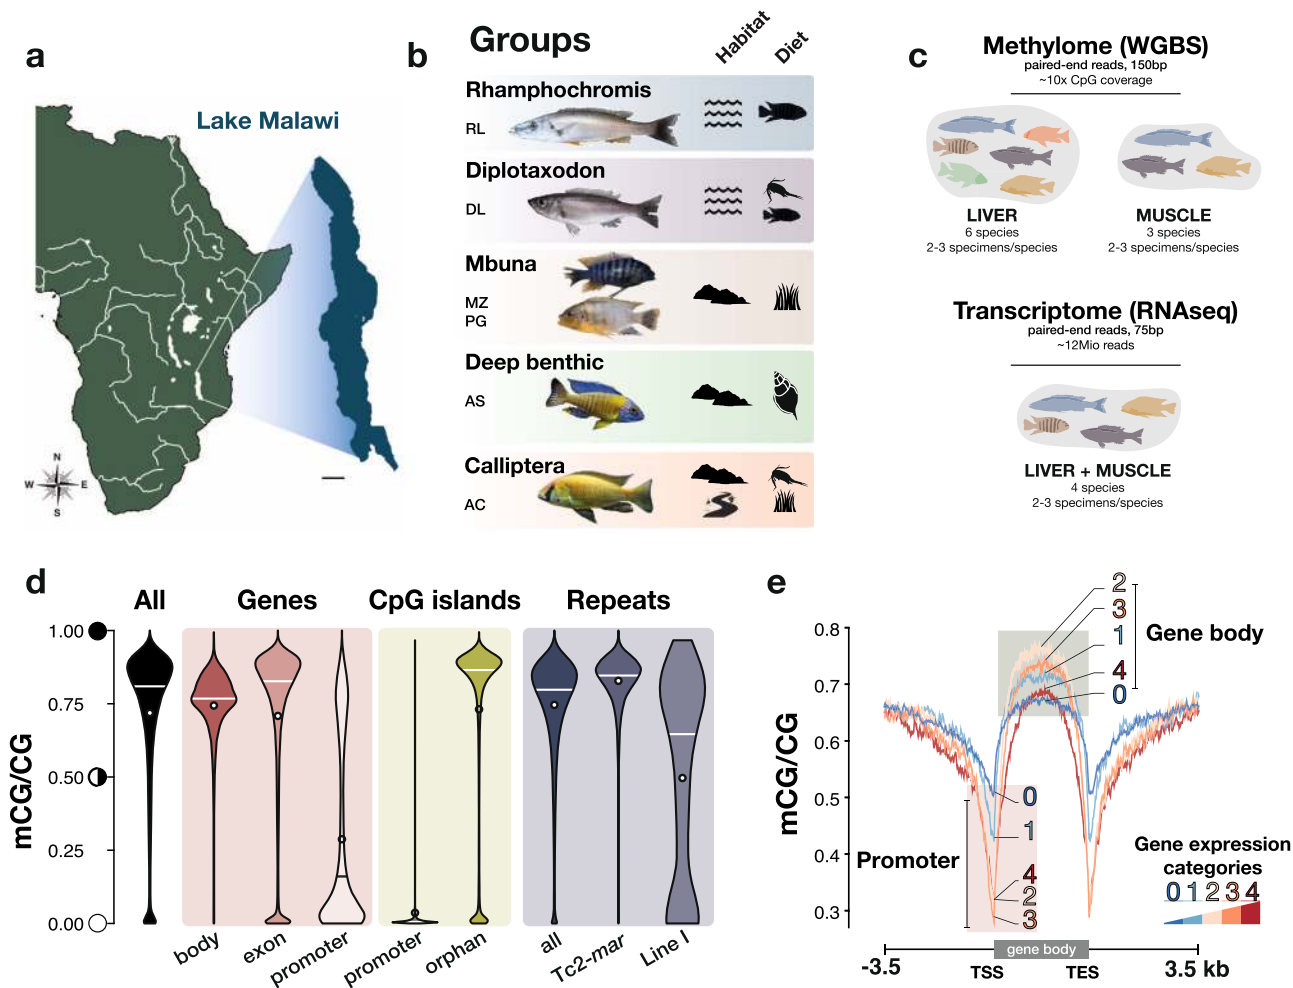 a
Lake Malawi
N
W
E
S
b
Groups
Habitat
Diet
Rhamphochromis
RL
Diplotaxodon
DL
Mbuna
MZ
PG
Deep benthic
AS
Calliptera
AC
c
Methylome (WGBS)
paired-end reads, 150bp
~10x CpG coverage
LIVER
6 species
2-3 specimens/species
MUSCLE
3 species
2-3 specimens/species
Transcriptome (RNAseq)
paired-end reads, 75bp
~12Mio reads
LIVER + MUSCLE
4 species
2-3 specimens/species
d
All
Genes
CpG islands
Repeats
mCG/CG
1.00
0.75
0.50
0.25
0.00
body
exon
promoter
promoter
orphan
all
Tc2-mar
Line I
e
mCG/CG
0.8
0.7
0.6
0.5
0.4
0.3
2
3
1
4
0
Gene body
0
1
4
2
3
Promoter
Gene expression
categories
0 1 2 3 4
gene body
-3.5
TSS
TES
3.5 kb